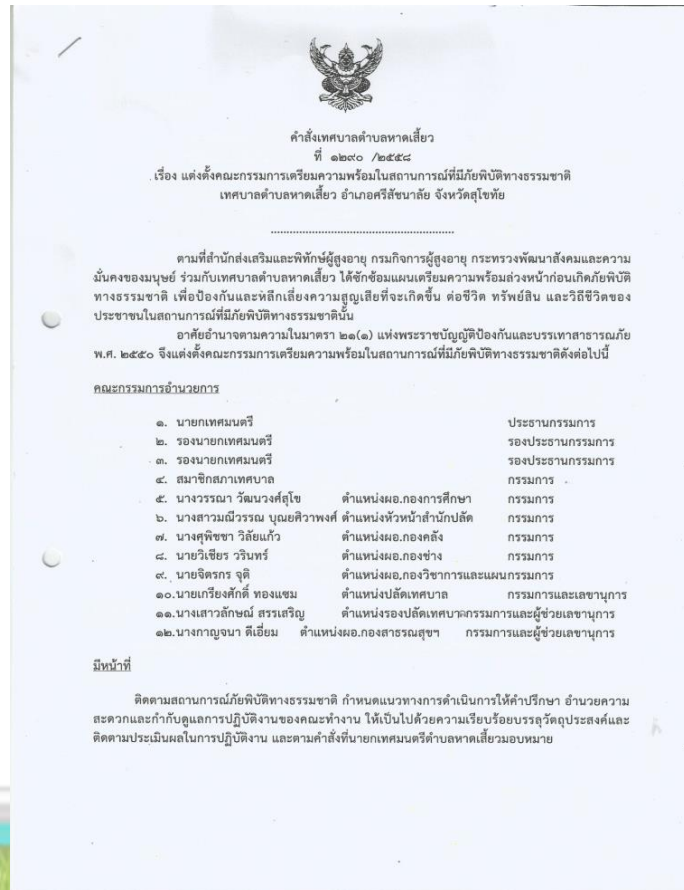 คำสั่งเทศบาลตำบลหาดเสี้ยว
ที่ ๑๒๙๐ /๒๕๕๘
เรื่อง แต่งตั้งคณะกรรมการเตรียมความพร้อมในสถานการณ์ที่มีภัยพิบัติทางธรรมชาติ
เทศบาลตำบลหาดเสี้ยว อำเภอศรีสัชนาลัย จังหวัดสุโขทัย
..........................................................
ตามที่สำนักส่งเสริมและพิทักษ์ผู้สูงอายุ กรมกิจการผู้สูงอายุ กระทรวงพัฒนาสังคมและความ
มั่นคงของมนุษย์ ร่วมกับเทศบาลตำบลหาดเสี้ยว ได้ซักซ้อมแผนเตรียมความพร้อมล่วงหน้าก่อนเกิดภัยพิบัติ
ทางธรรมชาติ เพื่อป้องกันและหลีกเลี่ยงความสูญเสียที่จะเกิดขึ้น ต่อชีวิต ทรัพย์สิน และวิถีชีวิตของ
ประชาชนในสถานการณ์ที่มีภัยพิบัติทางธรรมชาตินั้น
อาศัยอำนาจตามความในมาตรา ๒๑(๑) แห่งพระราชบัญญัติป้องกันและบรรเทาสาธารณภัย
พ.ศ. ๒๕๕๐ จึงแต่งตั้งคณะกรรมการเตรียมความพร้อมในสถานการณ์ที่มีภัยพิบัติทางธรรมชาติดังต่อไปนี้
คณะกรรมการอำนวยการ
๑. นายกเทศมนตรี ประธานกรรมการ
๒. รองนายกเทศมนตรี รองประธานกรรมการ
๓. รองนายกเทศมนตรี รองประธานกรรมการ
๔. สมาชิกสภาเทศบาล กรรมการ
๕. นางวรรณา วัฒนวงศ์สุโข ตำแหน่งผอ.กองการศึกษา กรรมการ
๖. นางสาวมณีวรรณ บุณยศิวาพงศ์ ตำแหน่งหัวหน้าสำนักปลัด กรรมการ
๗. นางศุพิชชา วิลัยแก้ว ตำแหน่งผอ.กองคลัง กรรมการ
๘. นายวิเชียร วรินทร์ ตำแหน่งผอ.กองช่าง กรรมการ
๙. นายจิตรกร จุติ ตำแหน่งผอ.กองวิชาการและแผนกรรมการ
๑๐.นายเกรียงศักดิ์ ทองแซม ตำแหน่งปลัดเทศบาล กรรมการและเลขานุการ
๑๑.นางเสาวลักษณ์ สรรเสริญ ตำแหน่งรองปลัดเทศบาลกรรมการและผู้ช่วยเลขานุการ
๑๒.นางกาญจนา ดีเอี่ยม ตำแหน่งผอ.กองสาธารณสุขฯ กรรมการและผู้ช่วยเลขานุการ
มีหน้าที่
ติดตามสถานการณ์ภัยพิบัติทางธรรมชาติ กำหนดแนวทางการดำเนินการให้คำปรึกษา อำนวยความ
สะดวกและกำกับดูแลการปฏิบัติงานของคณะทำงาน ให้เป็นไปด้วยความเรียบร้อยบรรลุวัตถุประสงค์และ
ติดตามประเมินผลในการปฏิบัติงาน และตามคำสั่งที่นายกเทศมนตรีตำบลหาดเสี้ยวมอบหมาย